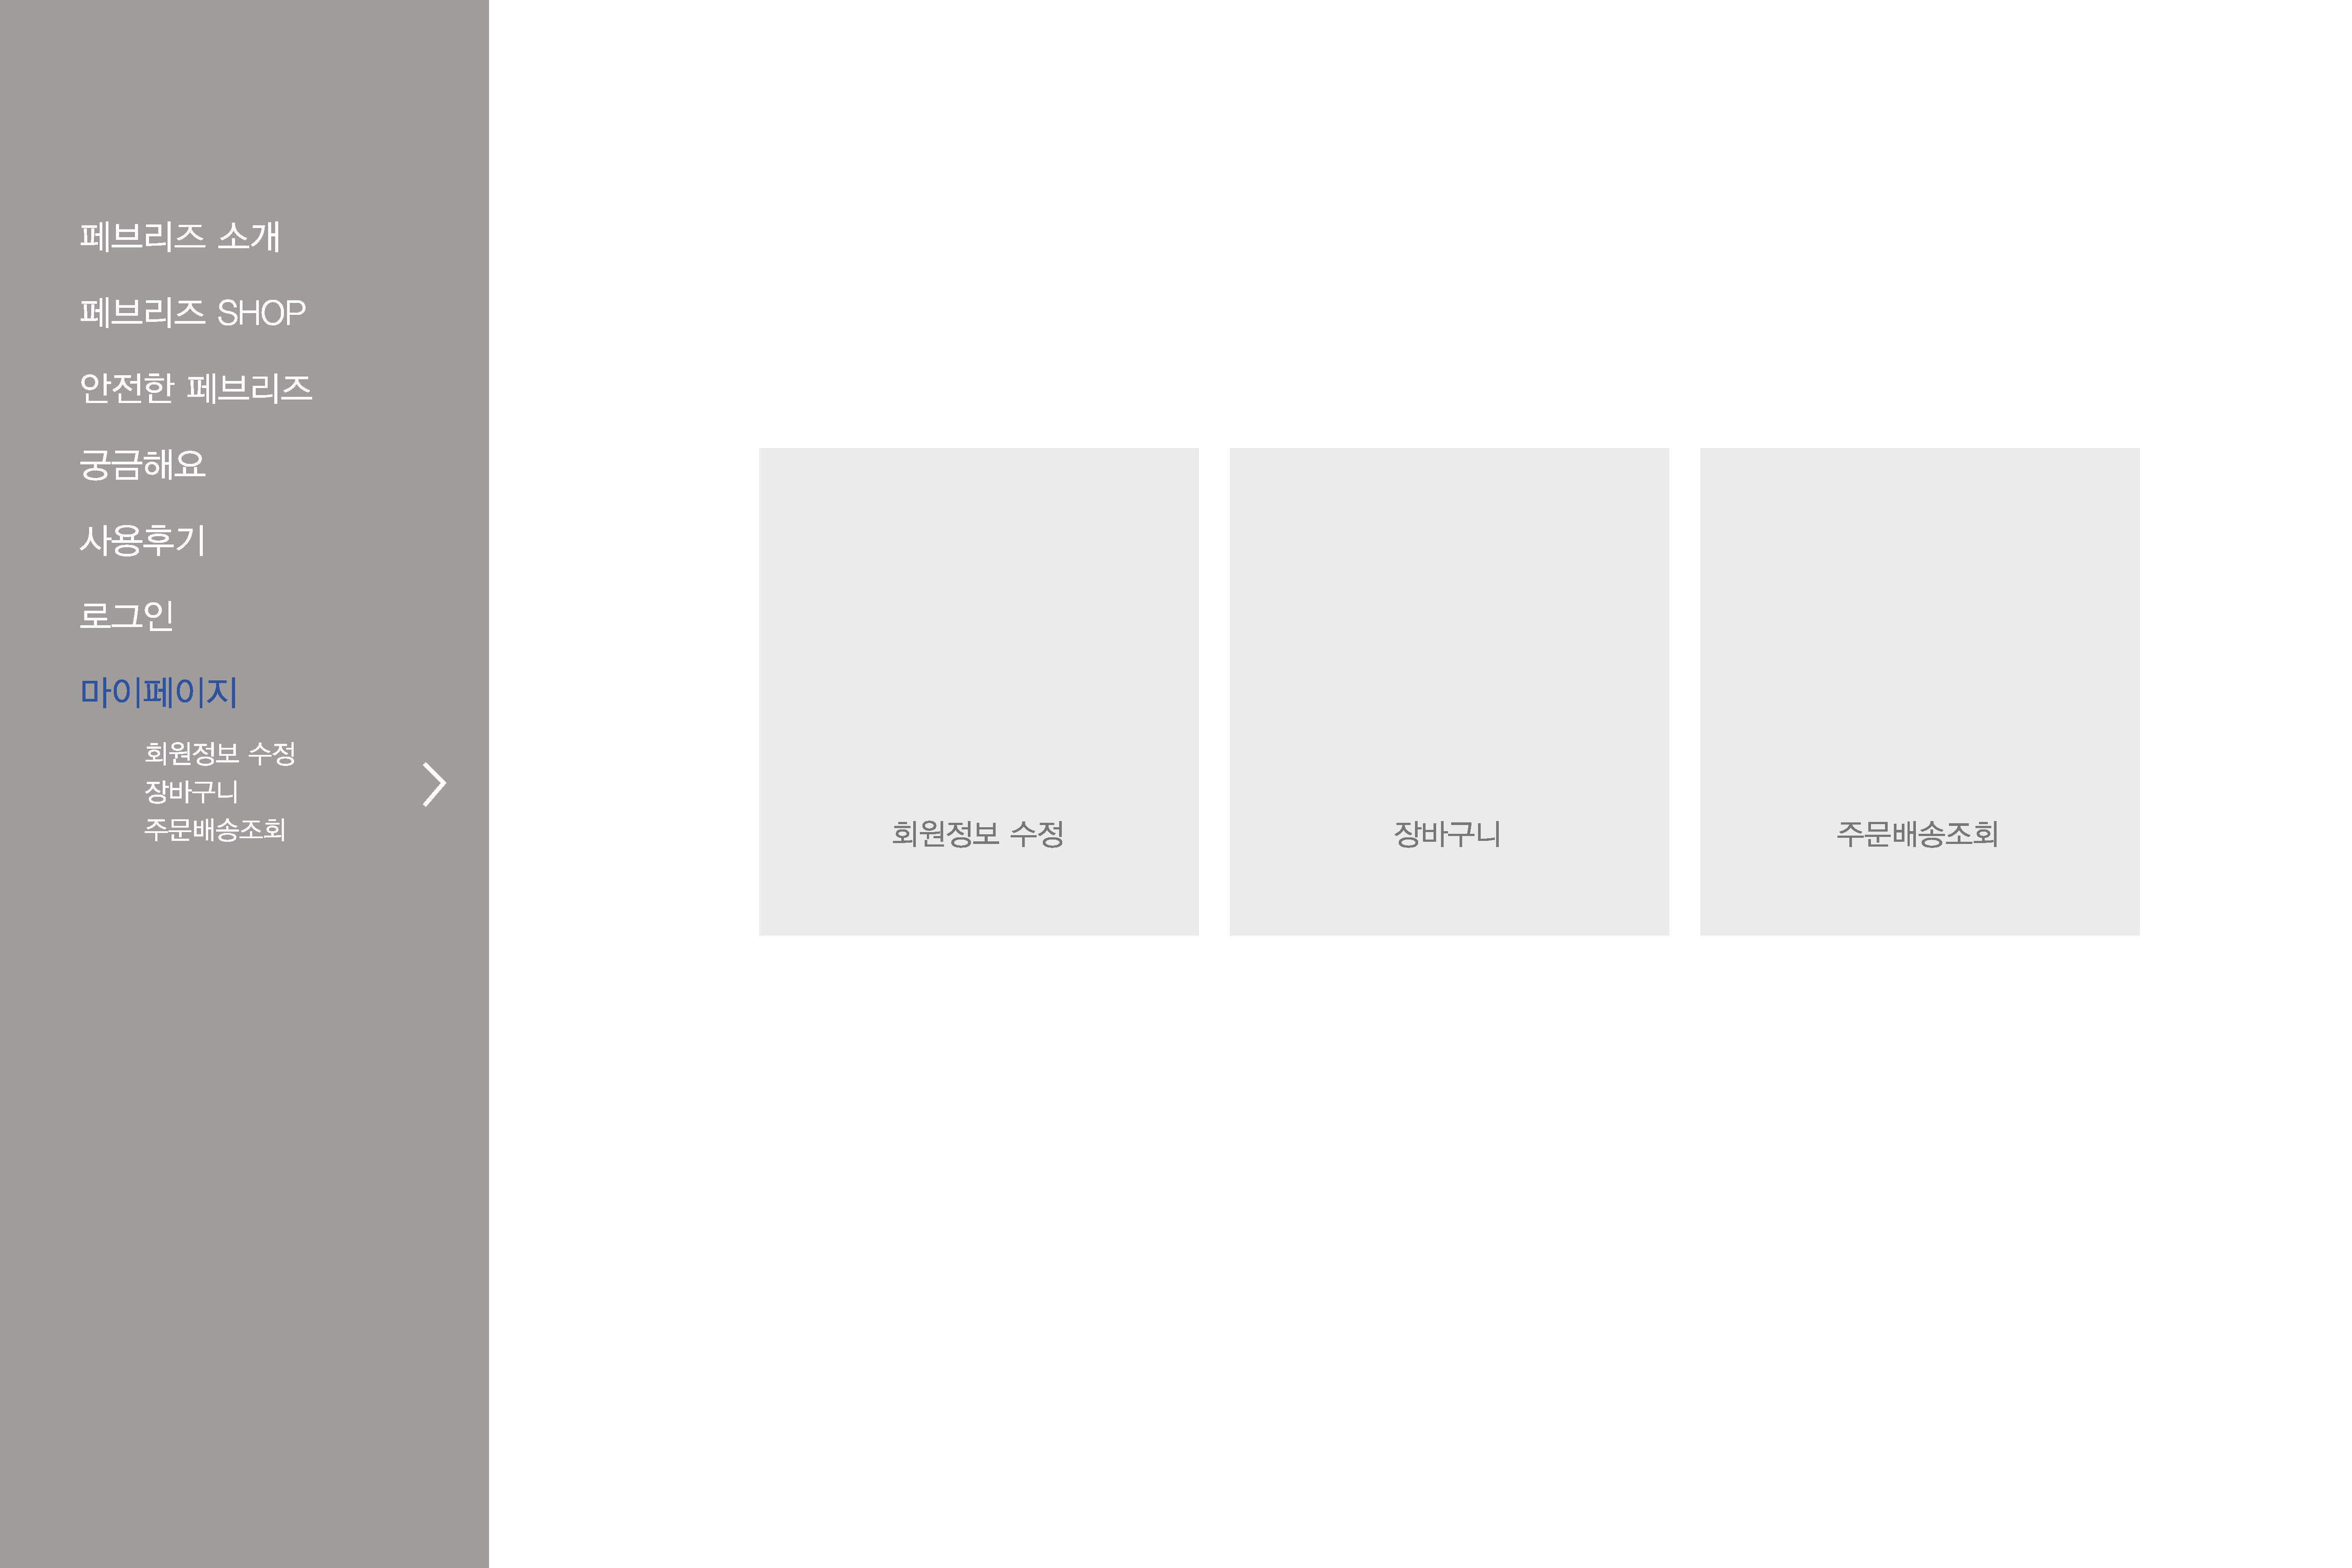 페브리즈 소개
페브리즈 SHOP
안전한 페브리즈
궁금해요
사용후기
로그인
마이페이지
회원정보 수정
장바구니
주문배송조회
회원정보 수정
장바구니
주문배송조회